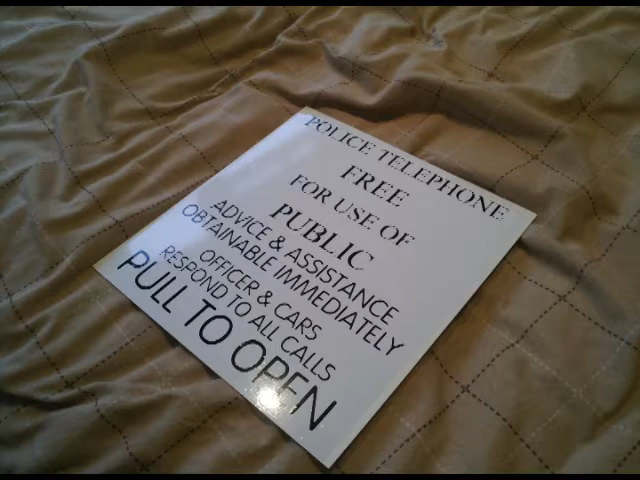 POLICE TELEPHONE
FREE
FOR USE OF
PUBLIC
ADVICE & ASSISTANCE
OBTAINABLE IMMEDIATELY
OFFICER & CARS
RESPOND TO ALL CALLS
PULL TO OPEN